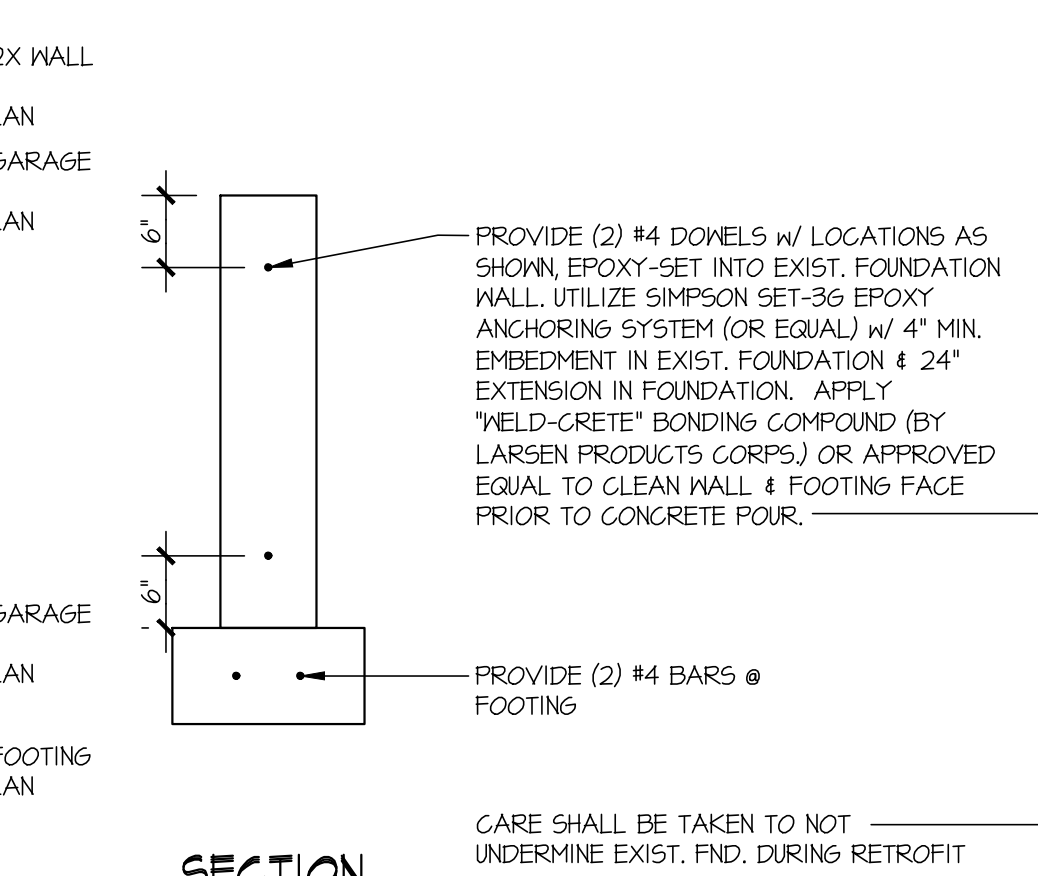 2X WALL
LAN
GARAGE
LAN
6"
PROVIDE (2) #4 DOWELS w/ LOCATIONS AS
SHOWN, EPOXY-SET INTO EXIST. FOUNDATION
WALL. UTILIZE SIMPSON SET-3G EPOXY
ANCHORING SYSTEM (OR EQUAL) w/ 4" MIN.
EMBEDMENT IN EXIST. FOUNDATION & 24"
EXTENSION IN FOUNDATION. APPLY
"WELD-CRETE" BONDING COMPOUND (BY
LARSEN PRODUCTS CORPS.) OR APPROVED
EQUAL TO CLEAN WALL & FOOTING FACE
PRIOR TO CONCRETE POUR.
6"
GARAGE
LAN
PROVIDE (2) #4 BARS @
FOOTING
FOOTING
LAN
CARE SHALL BE TAKEN TO NOT
UNDERMINE EXIST. FND. DURING RETROFIT
SECTION